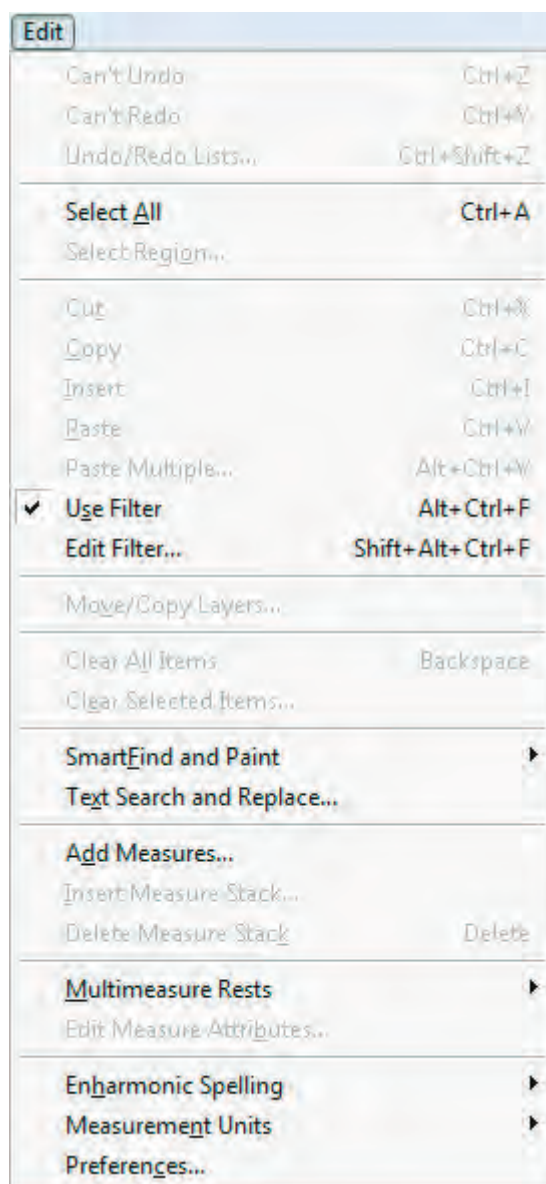 Edit
Can't Undo Ctrl+Z
Can't Redo Ctrl+Y
Undo/Redo Lists... Ctrl+Shift+Z
Select All Ctrl+A
Select Region...
Cut Ctrl+X
Copy Ctrl+C
Insert Ctrl+I
Paste Ctrl+V
Paste Multiple... Alt+Ctrl+V
Use Filter Alt+Ctrl+F
Edit Filter... Shift+Alt+Ctrl+F
Move/Copy Layers...
Clear All Items Backspace
Clear Selected Items...
SmartFind and Paint
Text Search and Replace...
Add Measures...
Insert Measure Stack...
Delete Measure Stack Delete
Multimeasure Rests
Edit Measure Attributes...
Enharmonic Spelling
Measurement Units
Preferences...